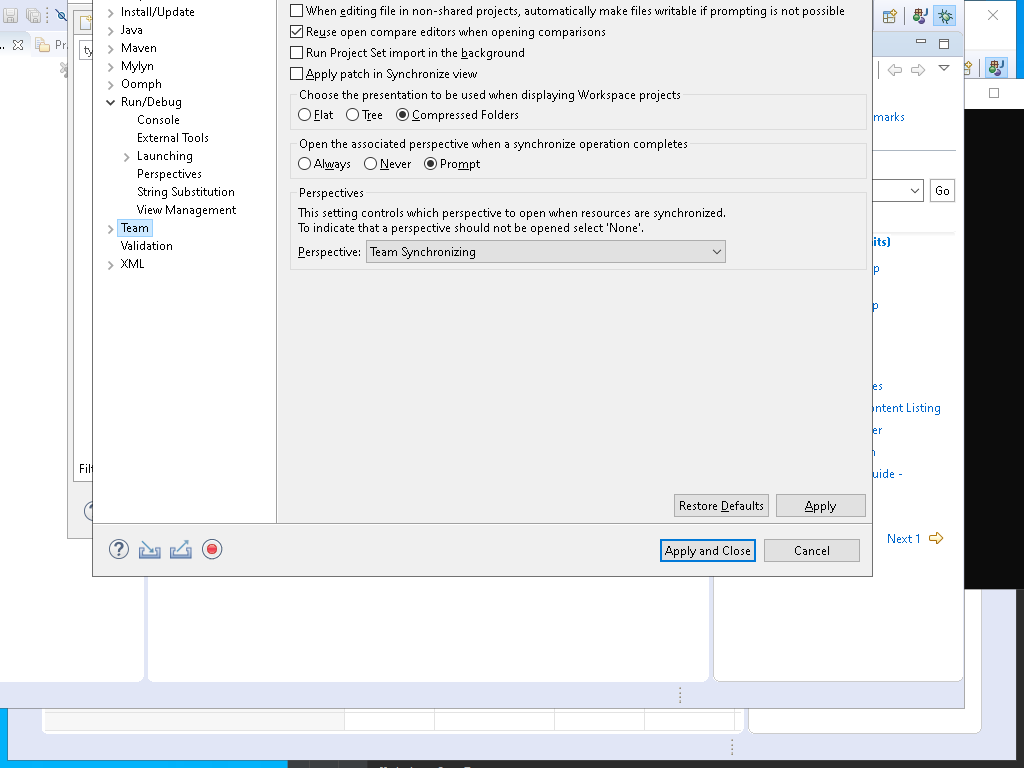 Install/Update
Java
Maven
Mylyn
Oomph
Run/Debug
Console
External Tools
Launching
Perspectives
String Substitution
View Management
Team
Validation
XML
When editing file in non-shared projects, automatically make files writable if prompting is not possible
Reuse open compare editors when opening comparisons
Run Project Set import in the background
Apply patch in Synchronize view
Choose the presentation to be used when displaying Workspace projects
Flat Tree Compressed Folders
Open the associated perspective when a synchronize operation completes
Always Never Prompt
Perspectives
This setting controls which perspective to open when resources are synchronized.
To indicate that a perspective should not be opened select 'None'.
Perspective: Team Synchronizing
Restore Defaults Apply
Apply and Close Cancel
Pr
ty
Filt
marks
Go
its)
p
p
es
ontent Listing
er
n
uide -
Next 1